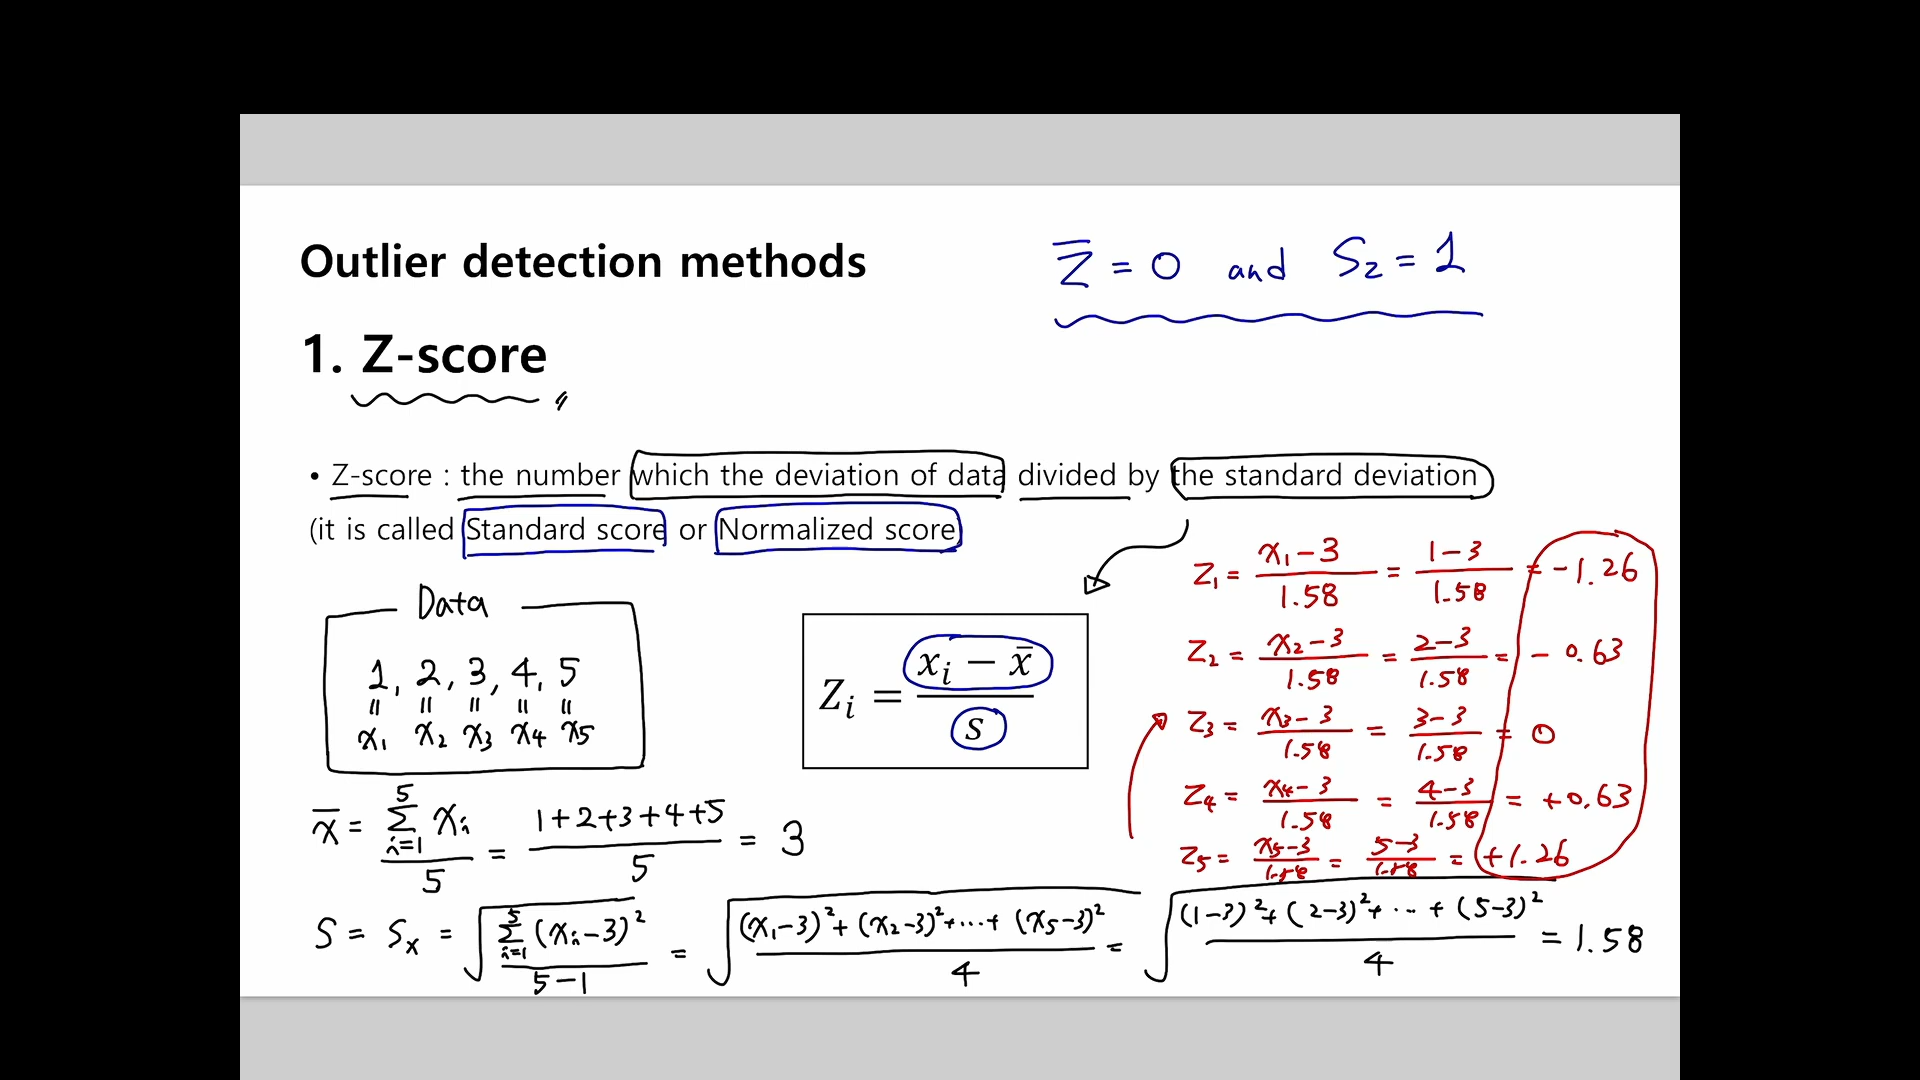 Outlier detection methods
Z̄ = 0 and S_Z = 1
1. Z-score
• Z-score : the number which the deviation of data divided by the standard deviation
(it is called Standard score or Normalized score
Data
1, 2, 3, 4, 5
= = = = =
x₁ x₂ x₃ x₄ x₅
Z_i = (x_i − x̄) / s
Z₁ = (x₁−3)/1.58 = (1−3)/1.58 = −1.26
Z₂ = (x₂−3)/1.58 = (2−3)/1.58 = −0.63
Z₃ = (x₃−3)/1.58 = (3−3)/1.58 = 0
Z₄ = (x₄−3)/1.58 = (4−3)/1.58 = +0.63
Z₅ = (x₅−3)/1.58 = (5−3)/1.58 = +1.26
x̄ = (5 Σ i=1 x_i)/5 = (1+2+3+4+5)/5 = 3
S = S_x = √((5 Σ i=1 (x_i−3)²)/(5−1)) = √(((x₁−3)²+(x₂−3)²+⋯+(x₅−3)²)/4) = √(((1−3)²+(2−3)²+⋯+(5−3)²)/4) = 1.58